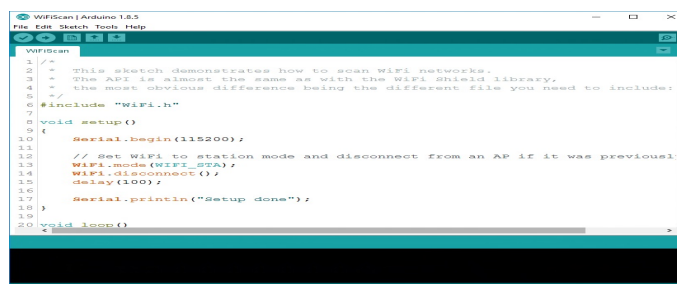 WiFiScan | Arduino 1.8.5
File Edit Sketch Tools Help
WiFiScan
1 /*
2 * This sketch demonstrates how to scan WiFi networks.
3 * The API is almost the same as with the WiFi Shield library,
4 * the most obvious difference being the different file you need to include:
5 */
6 #include "WiFi.h"
7
8 void setup()
9 {
10 Serial.begin(115200);
11
12 // Set WiFi to station mode and disconnect from an AP if it was previousl
13 WiFi.mode(WIFI_STA);
14 WiFi.disconnect();
15 delay(100);
16
17 Serial.println("Setup done");
18 }
19
20 void loop()